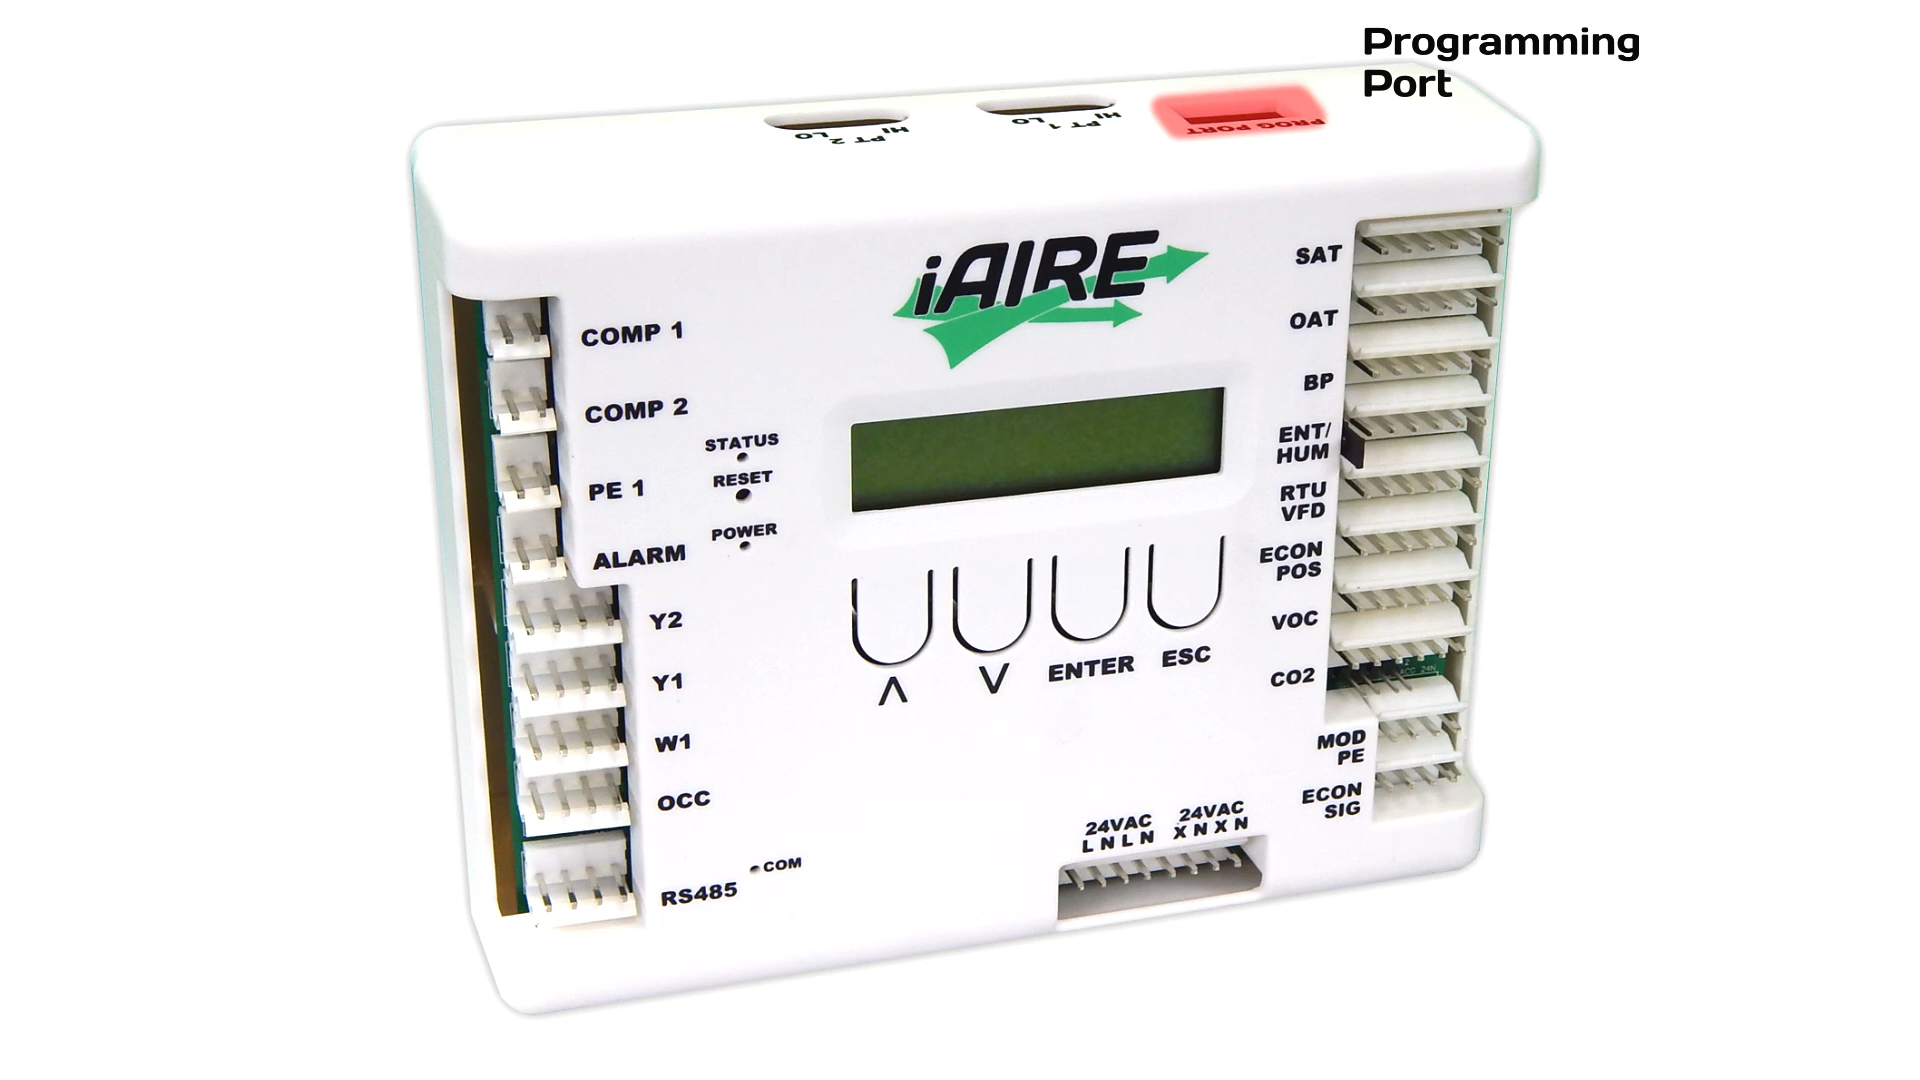 Programming
Port
HI PT 2 LO
HI PT 1 LO
PROG PORT
iAIRE
COMP 1
COMP 2
PE 1
ALARM
Y2
Y1
W1
OCC
RS485
COM
STATUS
RESET
POWER
Λ
V
ENTER
ESC
SAT
OAT
BP
ENT/
HUM
RTU
VFD
ECON
POS
VOC
CO2
MOD
PE
ECON
SIG
24VAC
L N L N
24VAC
X N X N